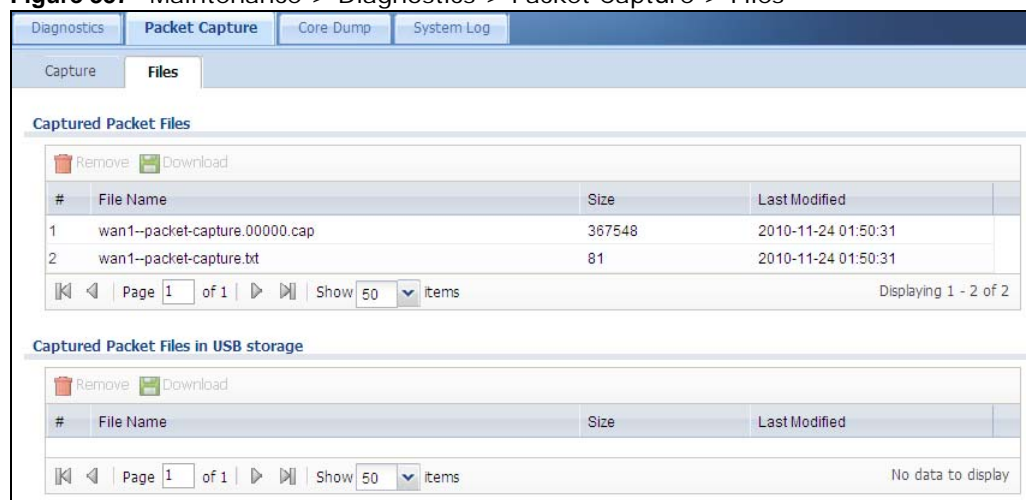 Maintenance > Diagnostics > Packet Capture > Files
Diagnostics Packet Capture Core Dump System Log
Capture Files
Captured Packet Files
Remove Download
# File Name Size Last Modified
1 wan1--packet-capture.00000.cap 367548 2010-11-24 01:50:31
2 wan1--packet-capture.txt 81 2010-11-24 01:50:31
Page 1 of 1 Show 50 items Displaying 1 - 2 of 2
Captured Packet Files in USB storage
Remove Download
# File Name Size Last Modified
Page 1 of 1 Show 50 items No data to display